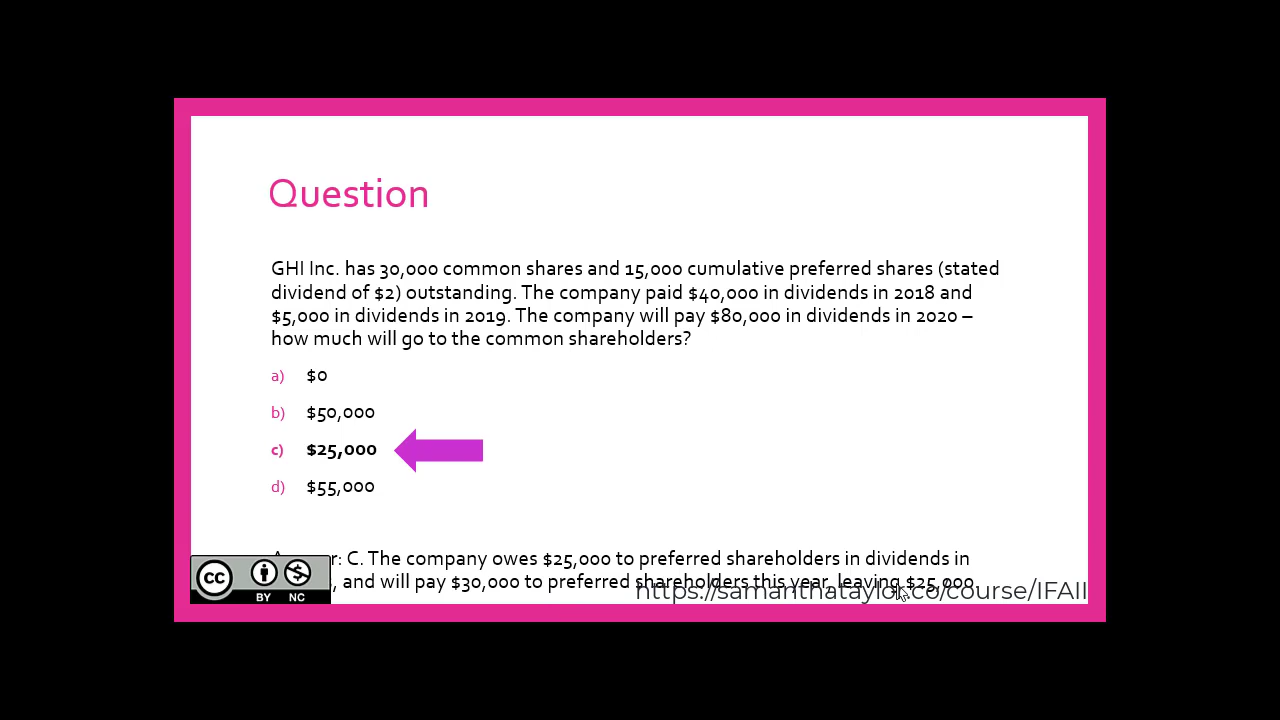 Question
GHI Inc. has 30,000 common shares and 15,000 cumulative preferred shares (stated
dividend of $2) outstanding. The company paid $40,000 in dividends in 2018 and
$5,000 in dividends in 2019. The company will pay $80,000 in dividends in 2020 –
how much will go to the common shareholders?
a) $0
b) $50,000
c) $25,000
d) $55,000
C. The company owes $25,000 to preferred shareholders in dividends in
, and will pay $30,000 to preferred shareholders this year, leaving $25,000.
https://samanthataylor.co/course/IFAII
CC
BY NC